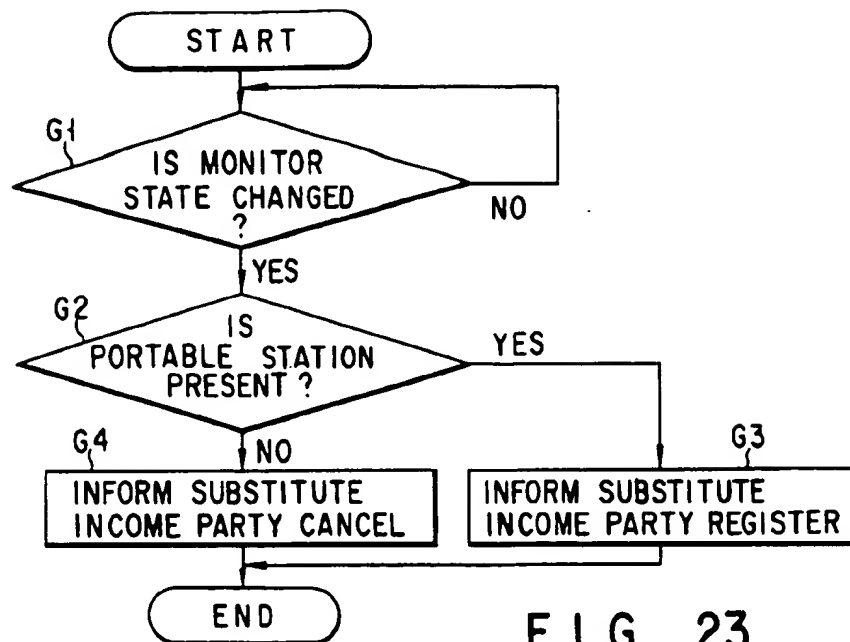 START
G1
IS MONITOR
STATE CHANGED
?
NO
YES
G2
IS
PORTABLE STATION
PRESENT ?
YES
G4
NO
G3
INFORM SUBSTITUTE
INCOME PARTY CANCEL
INFORM SUBSTITUTE
INCOME PARTY REGISTER
END
FIG. 23